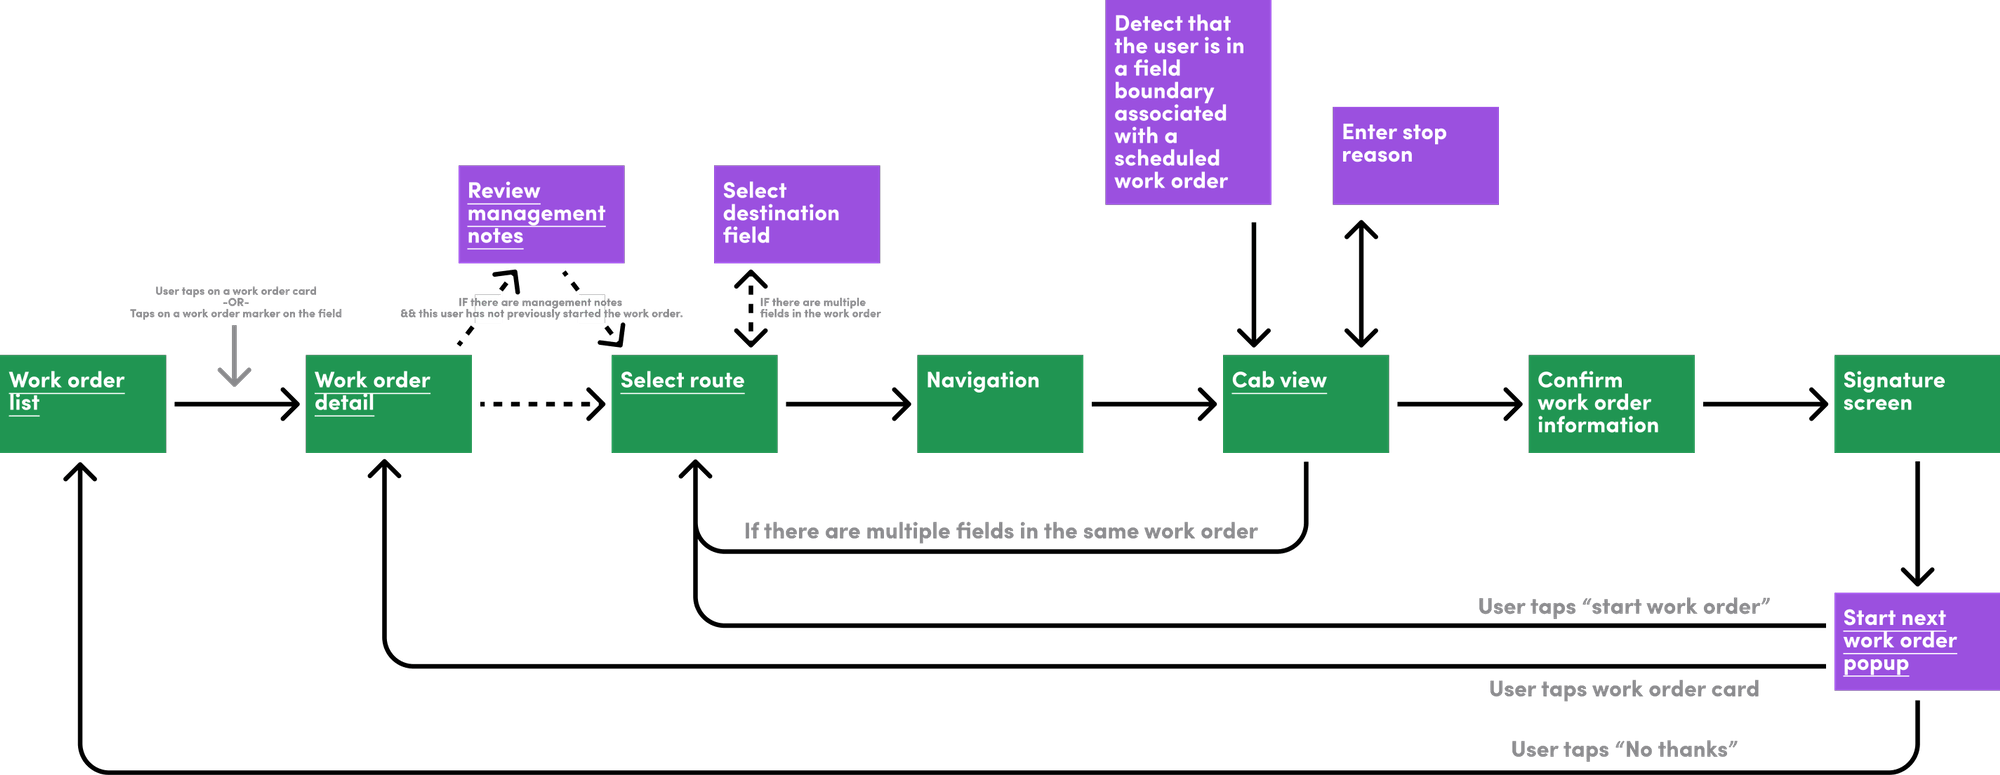 Detect that
the user is in
a field
boundary
associated
with a
scheduled
work order
Enter stop
reason
Review
management
notes
Select
destination
field
User taps on a work order card
-OR-
Taps on a work order marker on the field
IF there are management notes
&& this user has not previously started the work order.
IF there are multiple
fields in the work order
Work order
list
Work order
detail
Select route
Navigation
Cab view
Confirm
work order
information
Signature
screen
If there are multiple fields in the same work order
User taps “start work order”
Start next
work order
popup
User taps work order card
User taps “No thanks”